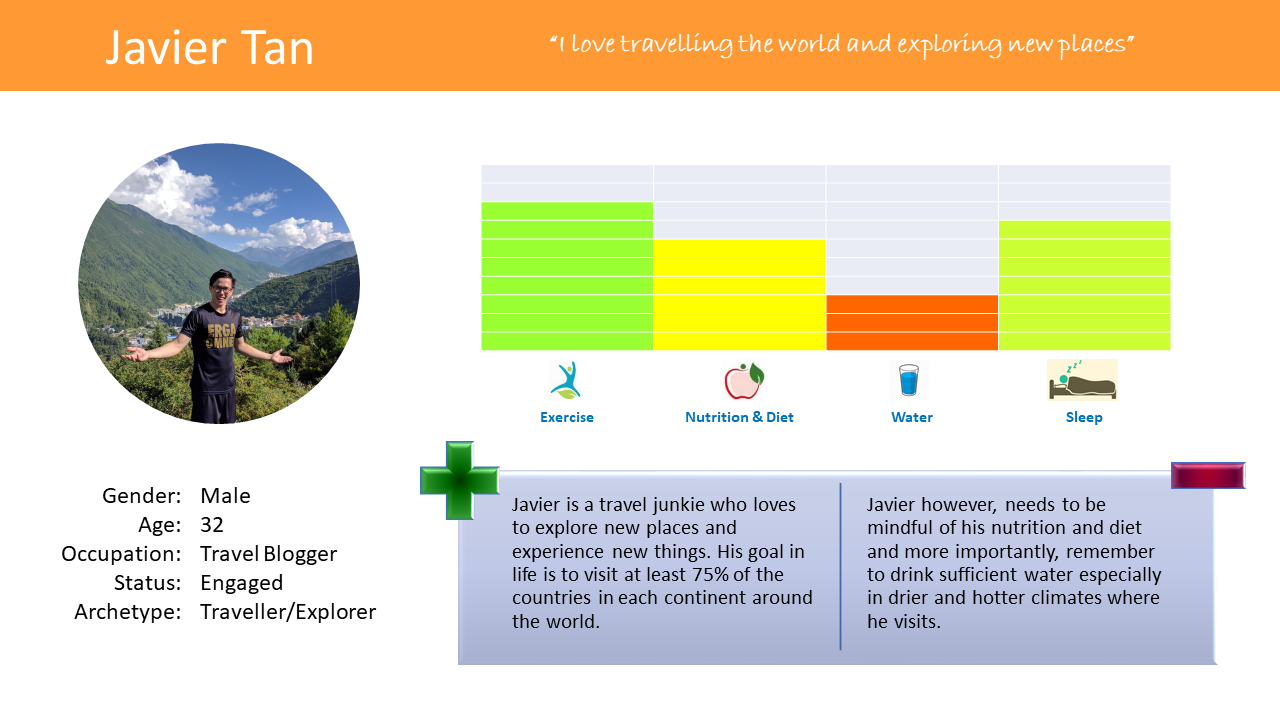 Javier Tan
“I love travelling the world and exploring new places”
ERGA
MNE
z z z
Exercise
Nutrition & Diet
Water
Sleep
Gender: Male
Age: 32
Occupation: Travel Blogger
Status: Engaged
Archetype: Traveller/Explorer
Javier is a travel junkie who loves
to explore new places and
experience new things. His goal in
life is to visit at least 75% of the
countries in each continent around
the world.
Javier however, needs to be
mindful of his nutrition and diet
and more importantly, remember
to drink sufficient water especially
in drier and hotter climates where
he visits.